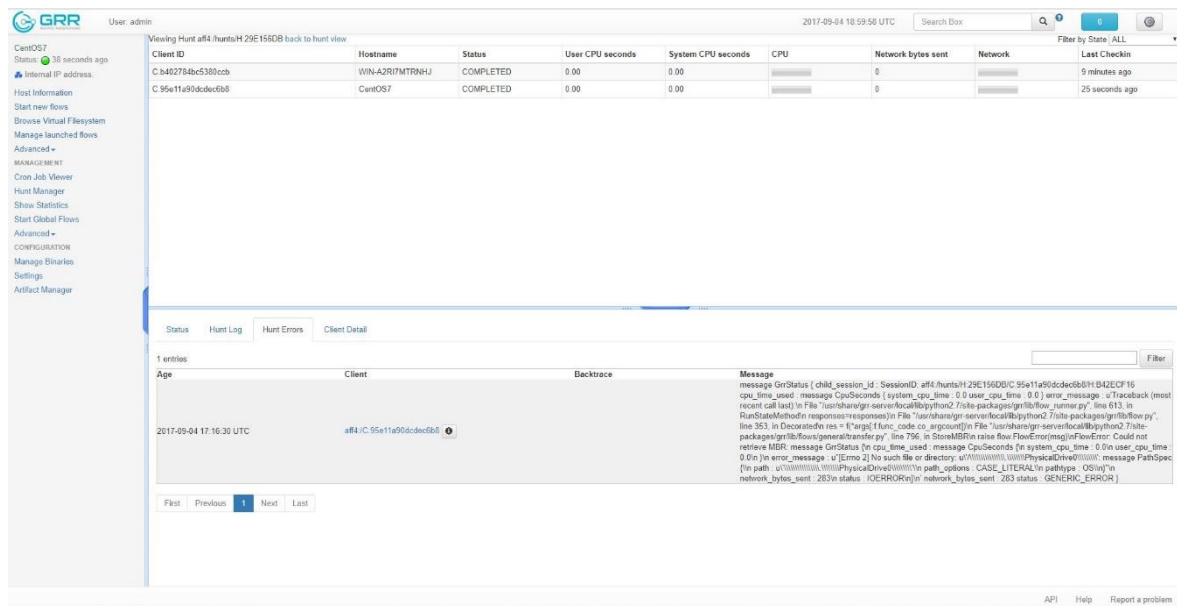 GRR
User: admin
2017-09-04 18:59:58 UTC
Search Box
0
CentOS7
Status: 38 seconds ago
Internal IP address.
Host Information
Start new flows
Browse Virtual Filesystem
Manage launched flows
Advanced
MANAGEMENT
Cron Job Viewer
Hunt Manager
Show Statistics
Start Global Flows
Advanced
CONFIGURATION
Manage Binaries
Settings
Artifact Manager
Viewing Hunt aff4:/hunts/H:29E156DB back to hunt view
Filter by State ALL
Client ID Hostname Status User CPU seconds System CPU seconds CPU Network bytes sent Network Last Checkin
C.b402784bc5380ccb WIN-A2RI7MTRNHJ COMPLETED 0.00 0.00 0 9 minutes ago
C.95e11a90dcdec6b8 CentOS7 COMPLETED 0.00 0.00 0 25 seconds ago
Status Hunt Log Hunt Errors Client Detail
1 entries
Filter
Age Client Backtrace Message
2017-09-04 17:16:30 UTC
aff4:/C.95e11a90dcdec6b8
message GrrStatus { child_session_id : SessionID: aff4:/hunts/H:29E156DB/C.95e11a90dcdec6b8/H:B42ECF16
cpu_time_used : message CpuSeconds { system_cpu_time : 0.0 user_cpu_time : 0.0 } error_message : u'Traceback (most
recent call last):\n File "/usr/share/grr-server/local/lib/python2.7/site-packages/grr/lib/flow_runner.py", line 613, in
RunStateMethod\n responses=responses)\n File "/usr/share/grr-server/local/lib/python2.7/site-packages/grr/lib/flow.py",
line 353, in Decorated\n res = f(*args[:f.func_code.co_argcount])\n File "/usr/share/grr-server/local/lib/python2.7/site-
packages/grr/lib/flows/general/transfer.py", line 796, in StoreMBR\n raise flow.FlowError(msg)\nFlowError: Could not
retrieve MBR: message GrrStatus {\n cpu_time_used : message CpuSeconds {\n system_cpu_time : 0.0\n user_cpu_time :
0.0\n }\n error_message : u"[Errno 2] No such file or directory: message PathSpec
{\\n path : \\n path_options : CASE_LITERAL\\n pathtype : OS\\n}"\n
network_bytes_sent : 283\n status : IOERROR\n}\n' network_bytes_sent : 283 status : GENERIC_ERROR }
First Previous 1 Next Last
API Help Report a problem